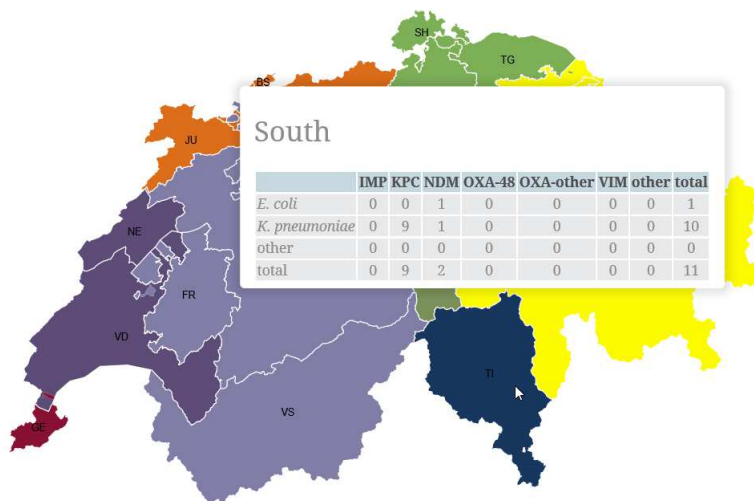 SH
TG
BS
South
JU
IMP KPC NDM OXA-48 OXA-other VIM other total
E. coli 0 0 1 0 0 0 0 1
K. pneumoniae 0 9 1 0 0 0 0 10
other 0 0 0 0 0 0 0 0
total 0 9 2 0 0 0 0 11
NE
FR
VD
TI
VS
GE